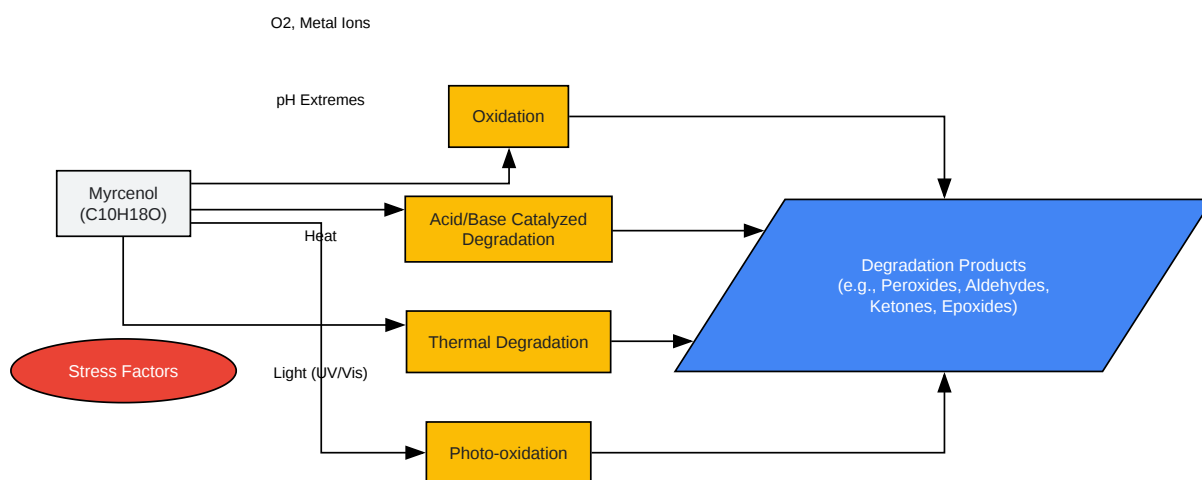 O2, Metal Ions
pH Extremes
Oxidation
Myrcenol
(C10H18O)
Acid/Base Catalyzed
Degradation
Heat
Degradation Products
(e.g., Peroxides, Aldehydes,
Ketones, Epoxides)
Thermal Degradation
Stress Factors
Light (UV/Vis)
Photo-oxidation